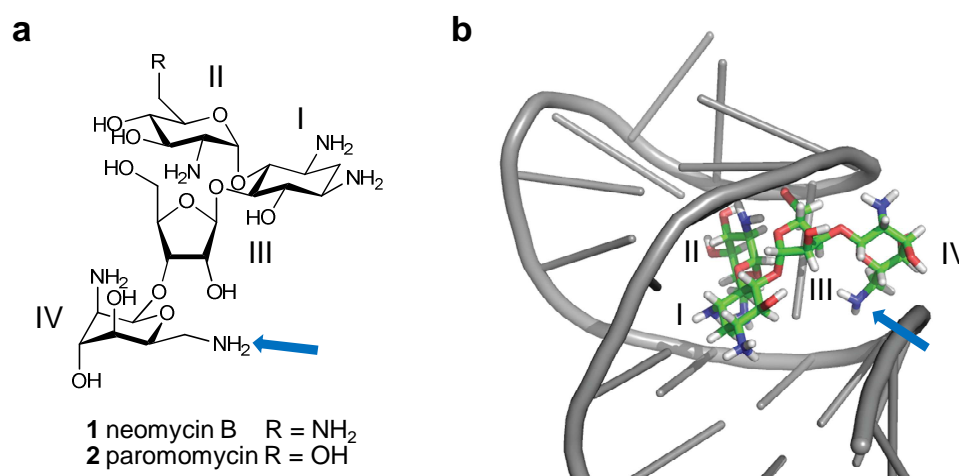 a
b
R
II
I
HO
HO
O
NH₂
HO
H₂N
O
NH₂
O
HO
O
III
NH₂
OH
O
OH
IV
O
NH₂
OH
1 neomycin B R = NH₂
2 paromomycin R = OH
II
I
III
IV